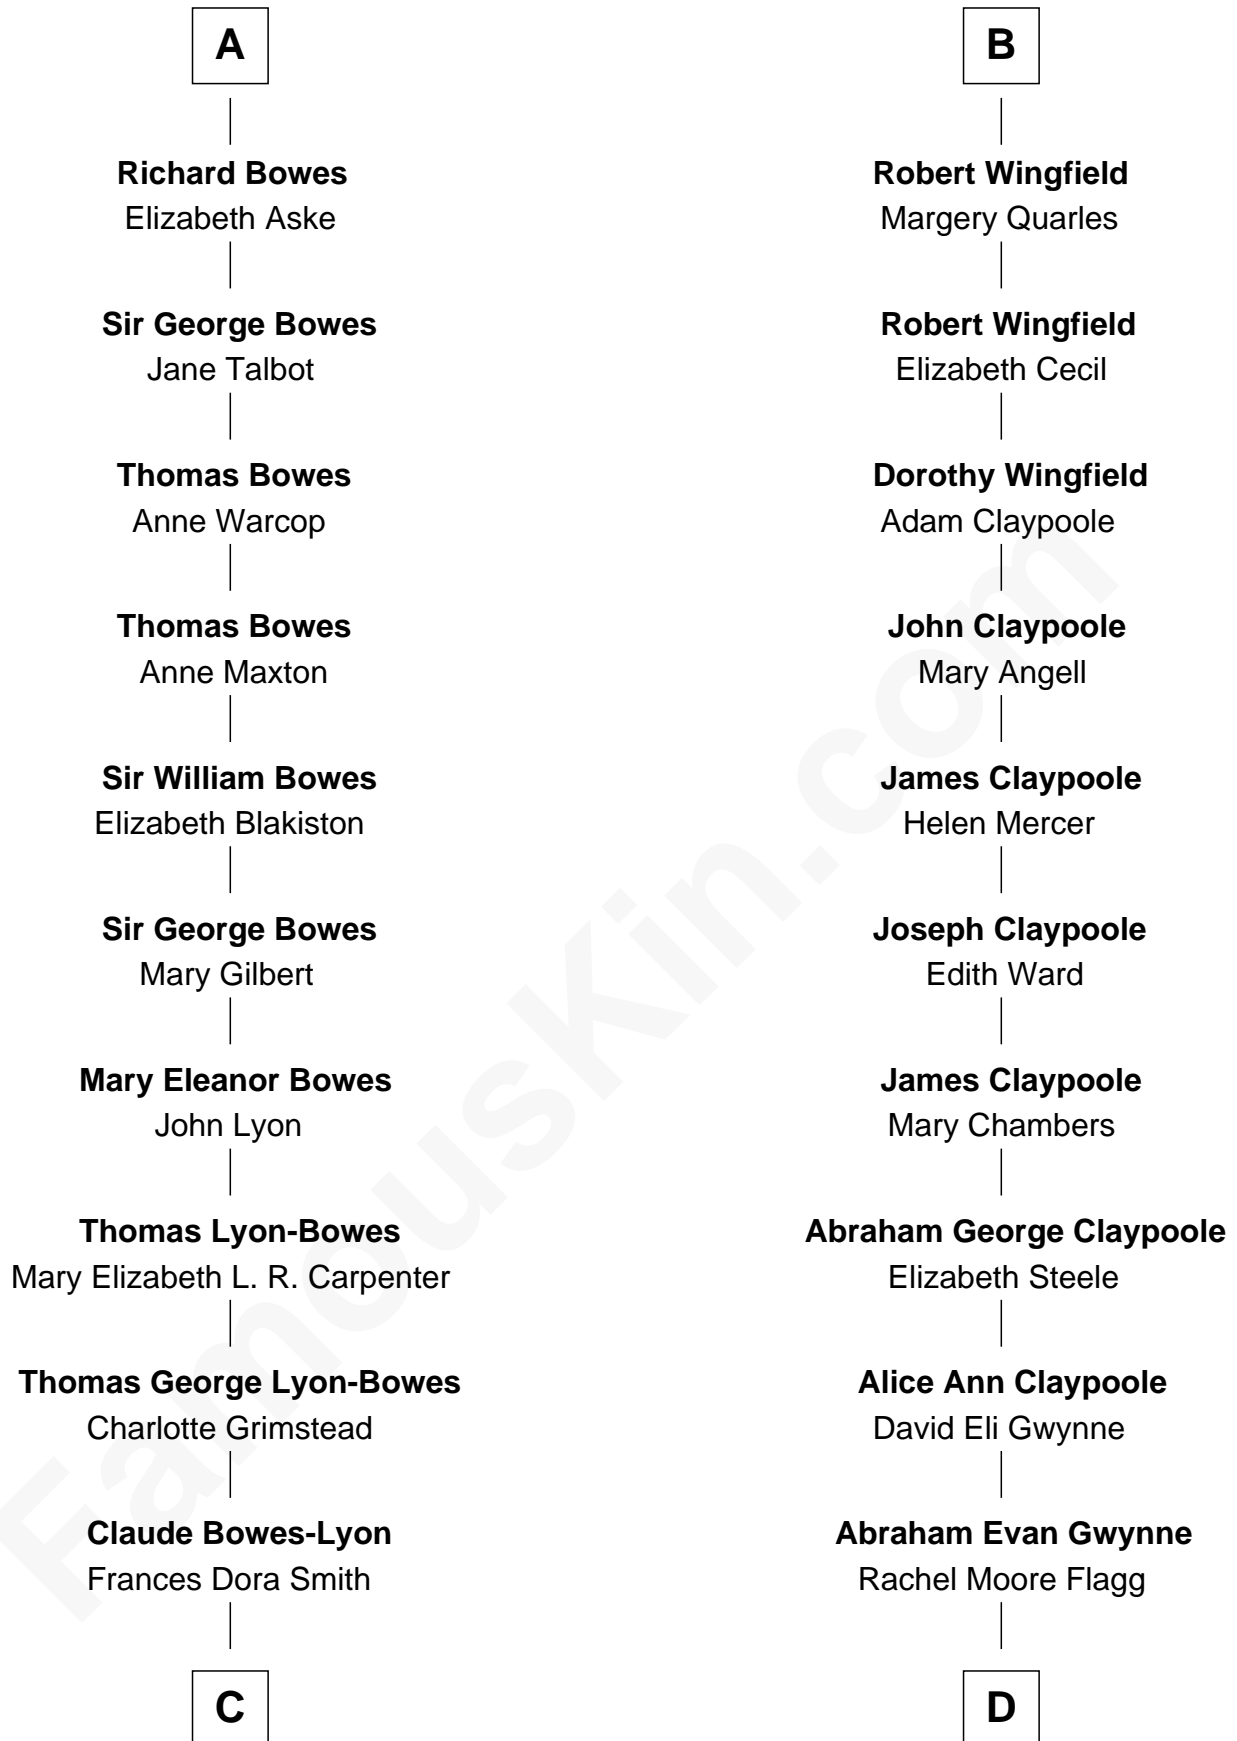 A
Richard Bowes
Elizabeth Aske
Sir George Bowes
Jane Talbot
Thomas Bowes
Anne Warcop
Thomas Bowes
Anne Maxton
Sir William Bowes
Elizabeth Blakiston
Sir George Bowes
Mary Gilbert
Mary Eleanor Bowes
John Lyon
Thomas Lyon-Bowes
Mary Elizabeth L. R. Carpenter
Thomas George Lyon-Bowes
Charlotte Grimstead
Claude Bowes-Lyon
Frances Dora Smith
C
B
Robert Wingfield
Margery Quarles
Robert Wingfield
Elizabeth Cecil
Dorothy Wingfield
Adam Claypoole
John Claypoole
Mary Angell
James Claypoole
Helen Mercer
Joseph Claypoole
Edith Ward
James Claypoole
Mary Chambers
Abraham George Claypoole
Elizabeth Steele
Alice Ann Claypoole
David Eli Gwynne
Abraham Evan Gwynne
Rachel Moore Flagg
D
FamousKin.com